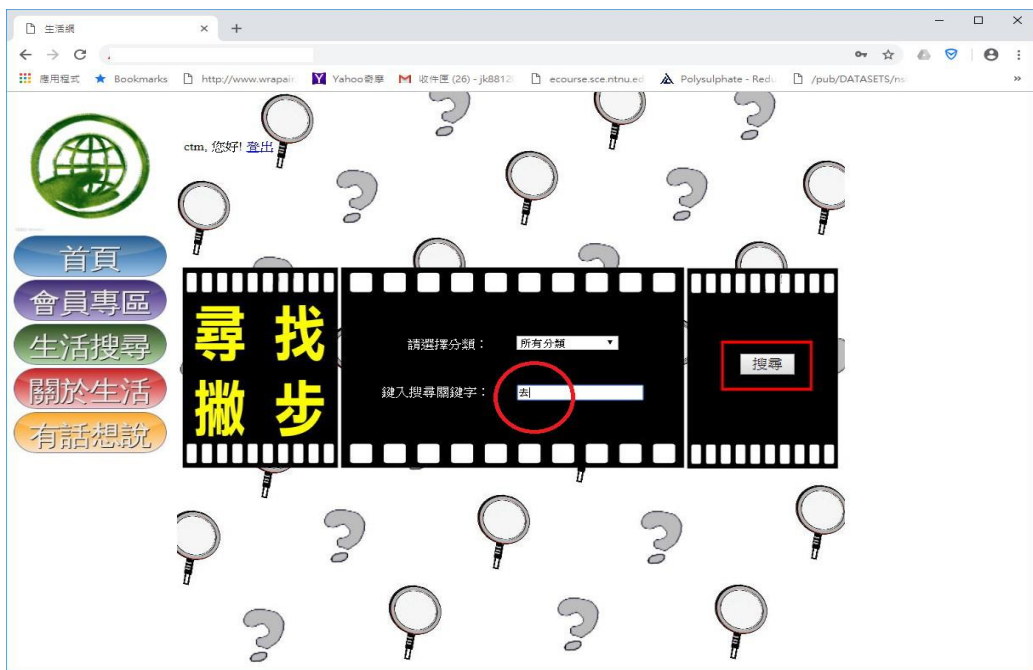 生活網
應用程式 Bookmarks http://www.wrapair Yahoo奇摩 收件匣 (26) - jk8812 ecourse.sce.ntnu.ed Polysulphate - Redu /pub/DATASETS/ns
ctm, 您好! 登出
首頁
會員專區
生活搜尋
關於生活
有話想說
尋找
撇步
請選擇分類： 所有分類
鍵入搜尋關鍵字： 去
搜尋